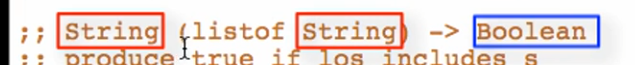 ;; String (listof String) -> Boolean
;; produce true if los includes s